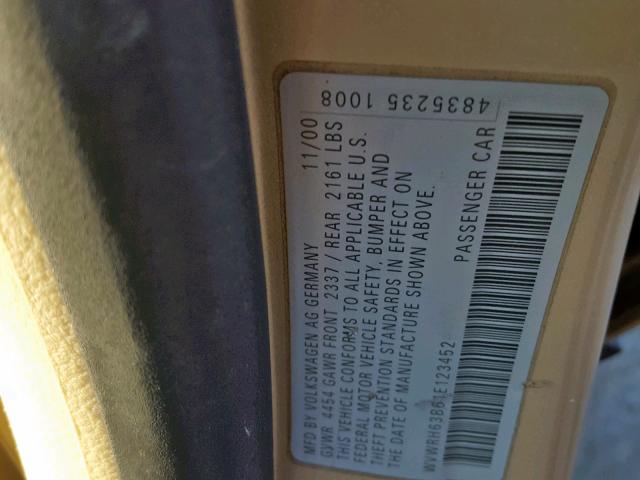 4835235 1008
MFD BY VOLKSWAGEN AG GERMANY 11/00
GVWR 4454 GAWR FRONT 2337/ REAR 2161 LBS
THIS VEHICLE CONFORMS TO ALL APPLICABLE U.S.
FEDERAL MOTOR VEHICLE SAFETY, BUMPER AND
THEFT PREVENTION STANDARDS IN EFFECT ON
THE DATE OF MANUFACTURE SHOWN ABOVE.
WVWRH63B61E123452 PASSENGER CAR